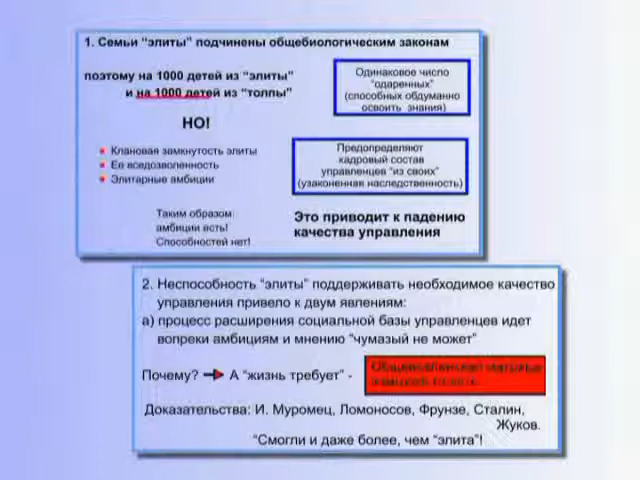 1. Семьи "элиты" подчинены общебиологическим законам
поэтому на 1000 детей из "элиты"
и на 1000 детей из "толпы"
Одинаковое число
"одаренных"
(способных обдуманно
освоить знания)
НО!
Клановая замкнутость элиты
Ее вседозволенность
Элитарные амбиции
Предопределяют
кадровый состав
управленцев "из своих"
(узаконенная наследственность)
Таким образом:
амбиции есть!
Способностей нет!
Это приводит к падению
качества управления
2. Неспособность "элиты" поддерживать необходимое качество
управления привело к двум явлениям:
а) процесс расширения социальной базы управленцев идет
вопреки амбициям и мнению "чумазый не может"
Почему?
А "жизнь требует" -
Доказательства: И. Муромец, Ломоносов, Фрунзе, Сталин,
Жуков.
"Смогли и даже более, чем "элита"!